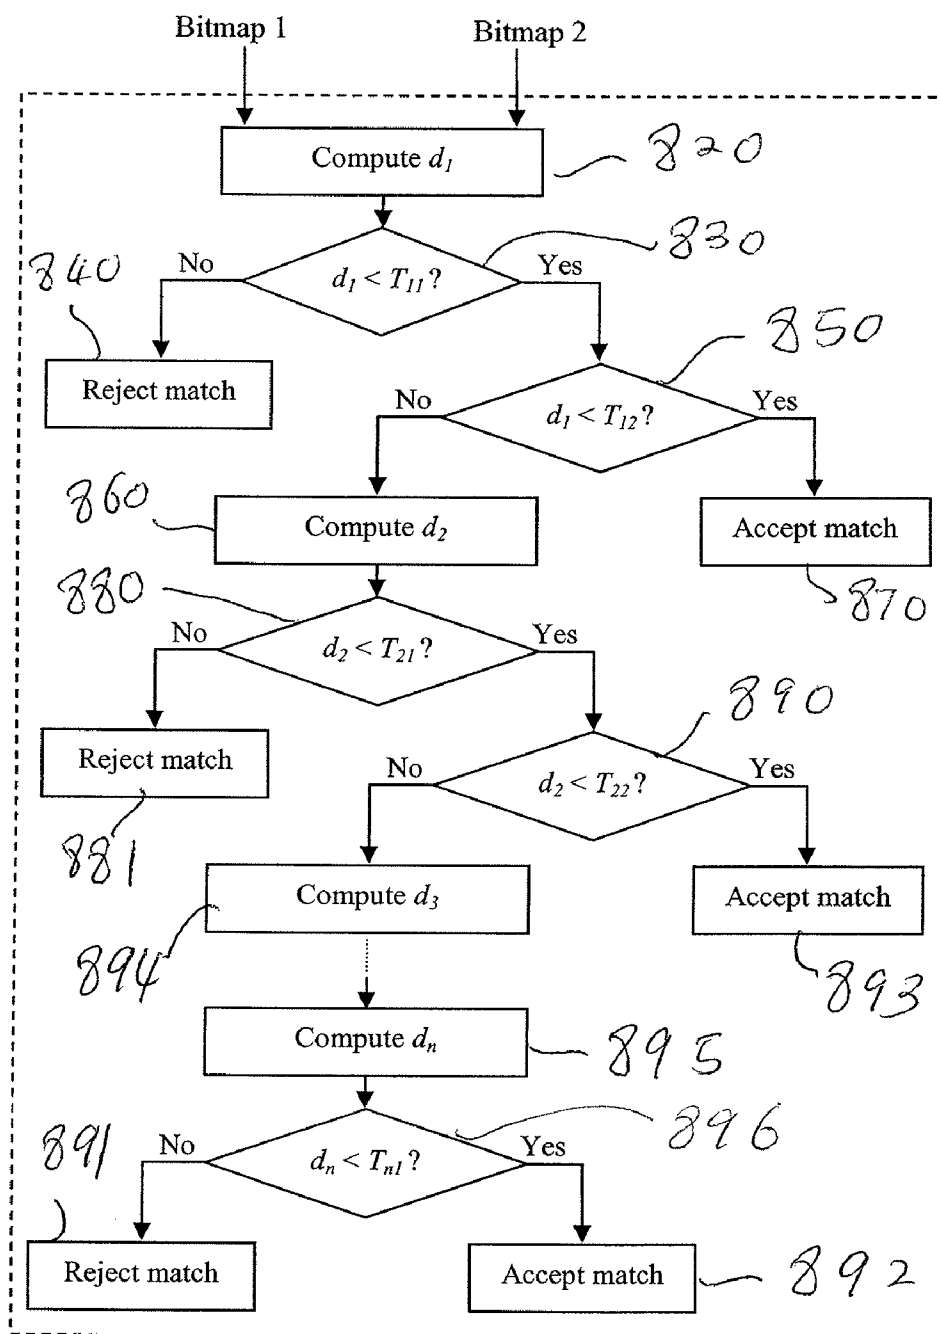 Bitmap 1
Bitmap 2
Compute d1
820
d1 < T11?
830
No
Yes
840
Reject match
850
d1 < T12?
No
Yes
860
Compute d2
Accept match
870
880
d2 < T21?
No
Yes
Reject match
881
890
d2 < T22?
No
Yes
Compute d3
894
Accept match
893
Compute dn
895
896
dn < Tn1?
No
Yes
891
Reject match
Accept match
892